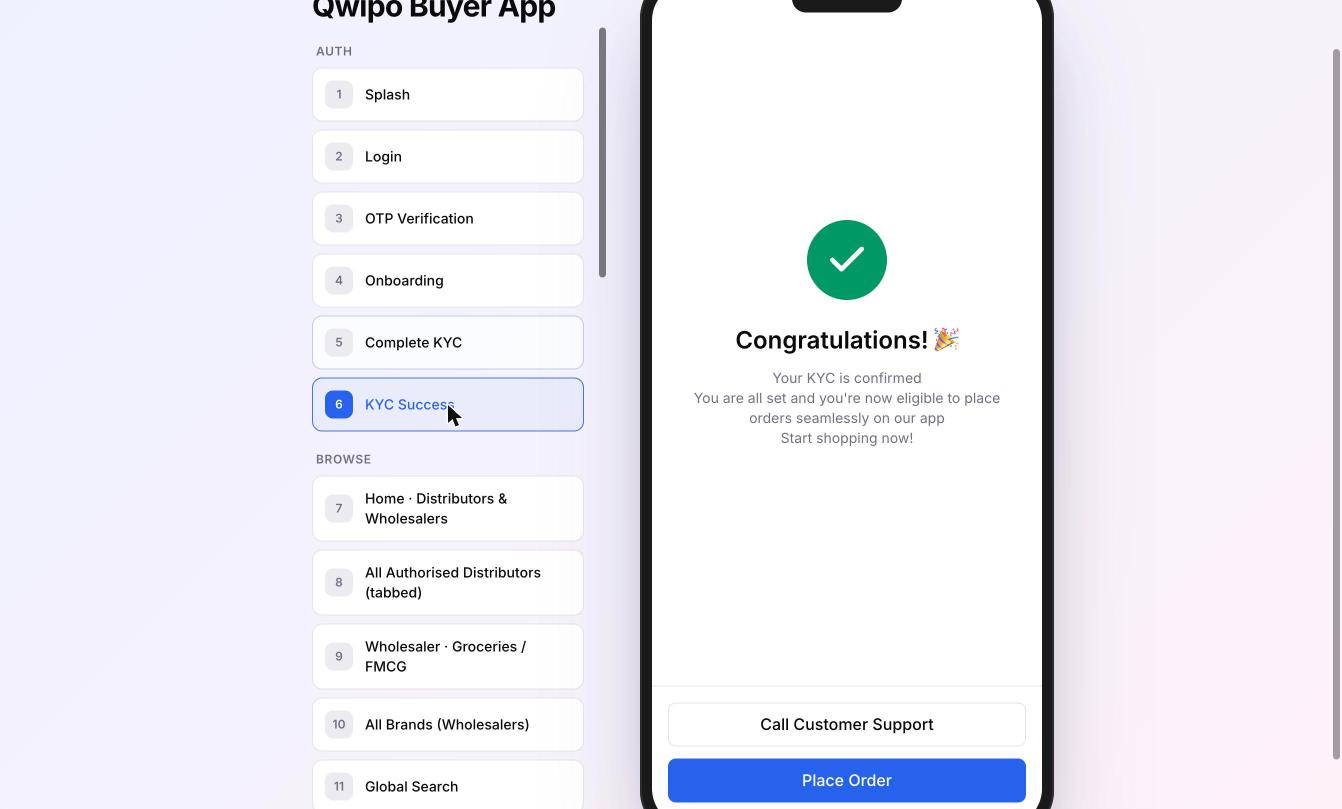 Qwipo Buyer App
AUTH
1 Splash
2 Login
3 OTP Verification
4 Onboarding
5 Complete KYC
6 KYC Success
BROWSE
7 Home · Distributors &
Wholesalers
8 All Authorised Distributors
(tabbed)
9 Wholesaler · Groceries /
FMCG
10 All Brands (Wholesalers)
11 Global Search
Congratulations! 🎉
Your KYC is confirmed
You are all set and you're now eligible to place
orders seamlessly on our app
Start shopping now!
Call Customer Support
Place Order